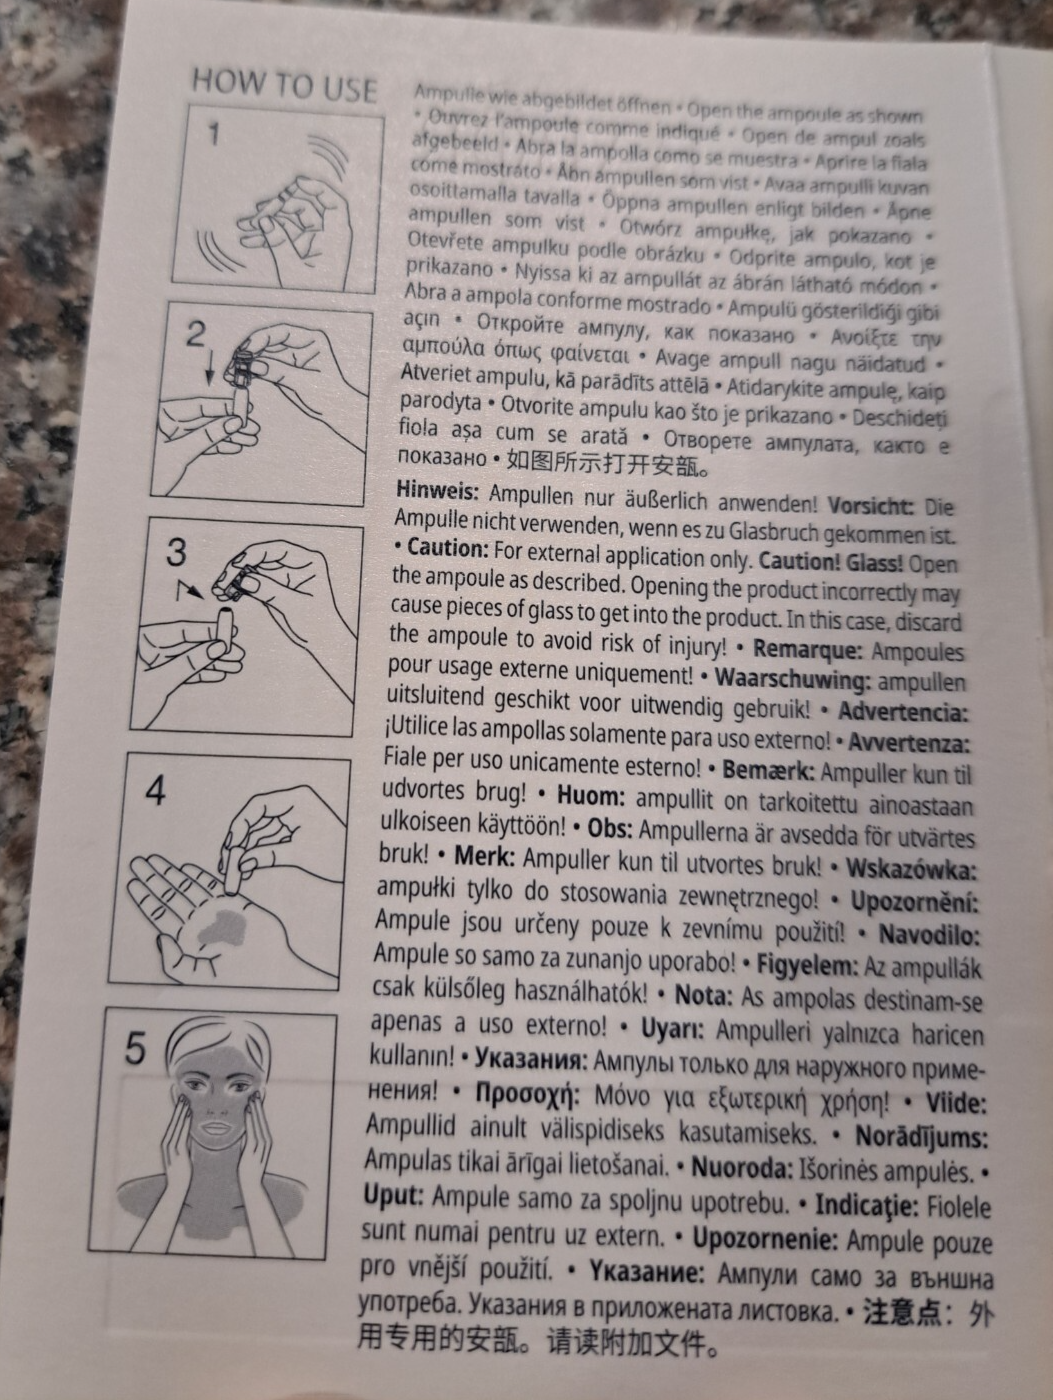 HOW TO USE
1
2
3
4
5
Ampulle wie abgebildet öffnen • Open the ampoule as shown
• Ouvrez l'ampoule comme indiqué • Open de ampul zoals
afgebeeld • Abra la ampolla como se muestra • Aprire la fiala
come mostrato • Åbn ampullen som vist • Avaa ampulli kuvan
osoittamalla tavalla • Öppna ampullen enligt bilden • Åpne
ampullen som vist • Otwórz ampułkę, jak pokazano •
Otevřete ampulku podle obrázku • Odprite ampulo, kot je
prikazano • Nyissa ki az ampullát az ábrán látható módon •
Abra a ampola conforme mostrado • Ampulü gösterildiği gibi
açın • Откройте ампулу, как показано • Ανοίξτε την
αμπούλα όπως φαίνεται • Avage ampull nagu näidatud •
Atveriet ampulu, kā parādīts attēlā • Atidarykite ampulę, kaip
parodyta • Otvorite ampulu kao što je prikazano • Deschideți
fiola așa cum se arată • Отворете ампулата, както е
показано • 如图所示打开安瓿。
Hinweis: Ampullen nur äußerlich anwenden! Vorsicht: Die
Ampulle nicht verwenden, wenn es zu Glasbruch gekommen ist.
• Caution: For external application only. Caution! Glass! Open
the ampoule as described. Opening the product incorrectly may
cause pieces of glass to get into the product. In this case, discard
the ampoule to avoid risk of injury! • Remarque: Ampoules
pour usage externe uniquement! • Waarschuwing: ampullen
uitsluitend geschikt voor uitwendig gebruik! • Advertencia:
¡Utilice las ampollas solamente para uso externo! • Avvertenza:
Fiale per uso unicamente esterno! • Bemærk: Ampuller kun til
udvortes brug! • Huom: ampullit on tarkoitettu ainoastaan
ulkoiseen käyttöön! • Obs: Ampullerna är avsedda för utvärtes
bruk! • Merk: Ampuller kun til utvortes bruk! • Wskazówka:
ampułki tylko do stosowania zewnętrznego! • Upozornění:
Ampule jsou určeny pouze k zevnímu použití! • Navodilo:
Ampule so samo za zunanjo uporabo! • Figyelem: Az ampullák
csak külsőleg használhatók! • Nota: As ampolas destinam-se
apenas a uso externo! • Uyarı: Ampulleri yalnızca haricen
kullanın! • Указания: Ампулы только для наружного приме-
нения! • Προσοχή: Μόνο για εξωτερική χρήση! • Viide:
Ampullid ainult välispidiseks kasutamiseks. • Norādījums:
Ampulas tikai ārīgai lietošanai. • Nuoroda: Išorinės ampulės. •
Uput: Ampule samo za spoljnu upotrebu. • Indicaţie: Fiolele
sunt numai pentru uz extern. • Upozornenie: Ampule pouze
pro vnější použití. • Указание: Ампули само за външна
употреба. Указания в приложената листовка. • 注意点：外
用专用的安瓿。请读附加文件。